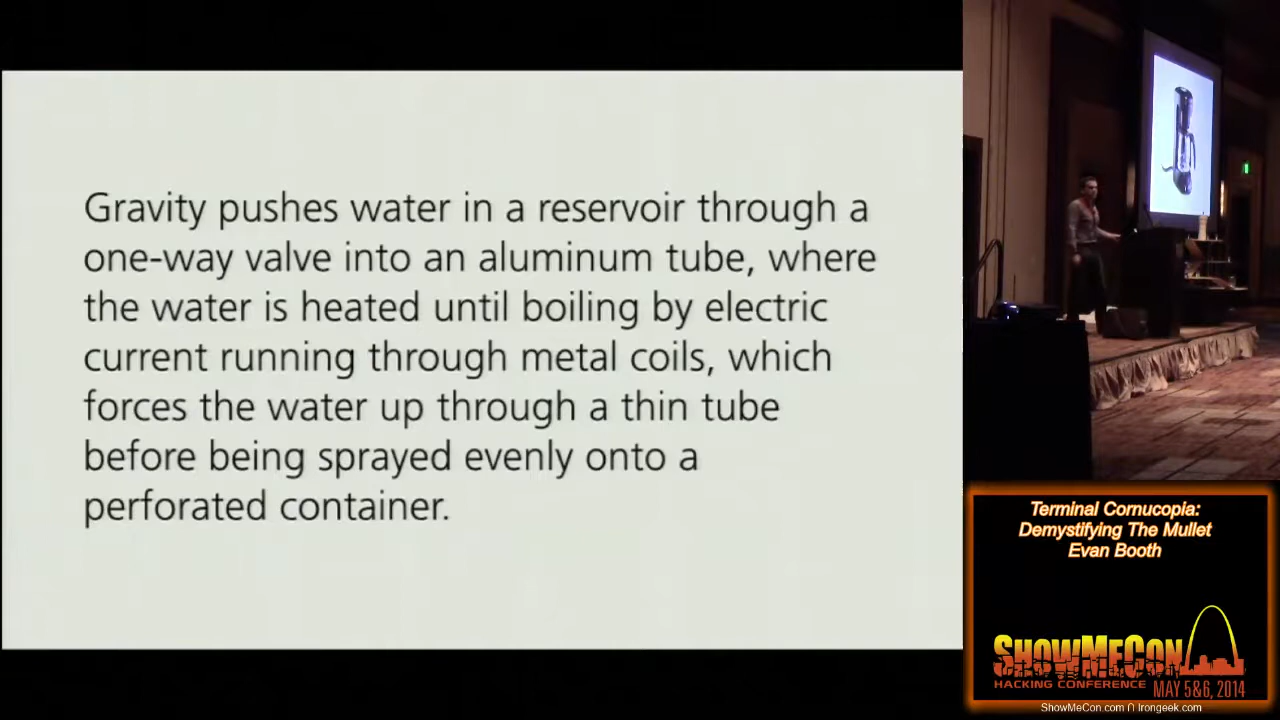 Gravity pushes water in a reservoir through a
one-way valve into an aluminum tube, where
the water is heated until boiling by electric
current running through metal coils, which
forces the water up through a thin tube
before being sprayed evenly onto a
perforated container.
Terminal Cornucopia:
Demystifying The Mullet
Evan Booth
SHOWMECON
HACKING CONFERENCE
MAY 5&6, 2014
ShowMeCon.com ∩ Irongeek.com